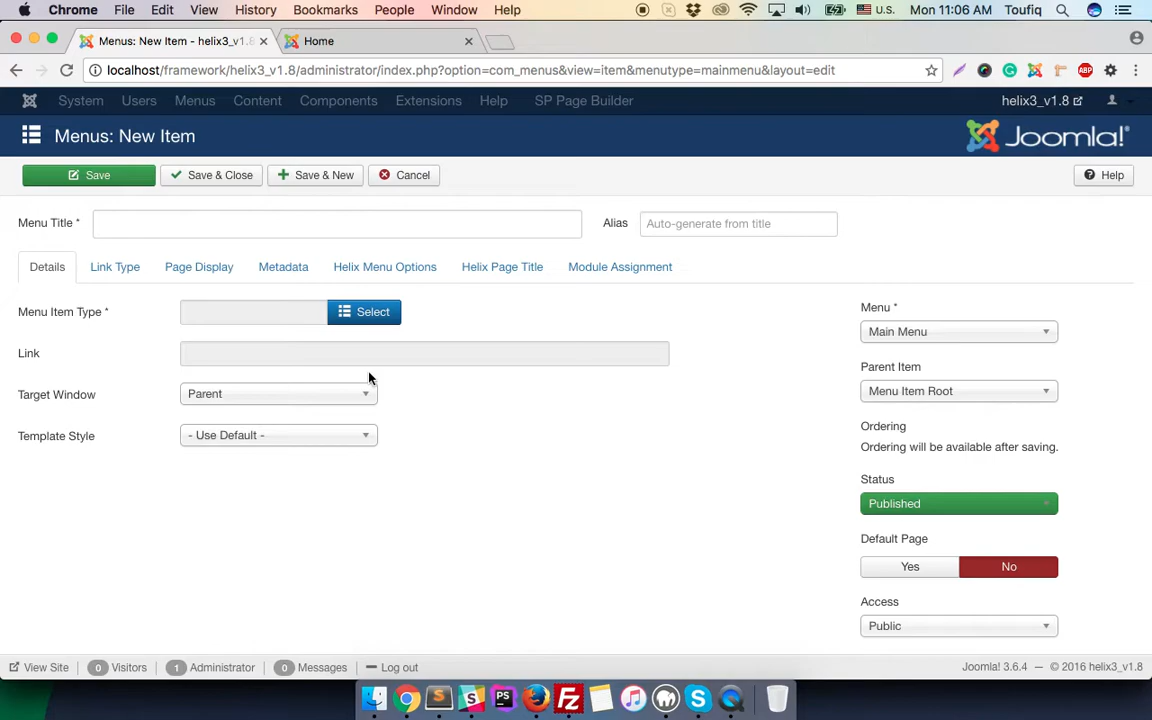 Chrome File Edit View History Bookmarks People Window Help U.S. Mon 11:06 AM Toufiq
Menus: New Item - helix3_v1.8 Home
localhost/framework/helix3_v1.8/administrator/index.php?option=com_menus&view=item&menutype=mainmenu&layout=edit ABP
System Users Menus Content Components Extensions Help SP Page Builder helix3_v1.8
Menus: New Item Joomla!®
Save Save & Close Save & New Cancel Help
Menu Title * Alias Auto-generate from title
Details Link Type Page Display Metadata Helix Menu Options Helix Page Title Module Assignment
Menu Item Type * Select
Link
Target Window Parent
Template Style - Use Default -
Menu *
Main Menu
Parent Item
Menu Item Root
Ordering
Ordering will be available after saving.
Status
Published
Default Page
Yes No
Access
Public
View Site 0 Visitors 1 Administrator 0 Messages Log out Joomla! 3.6.4 — © 2016 helix3_v1.8
S S PS Fz S